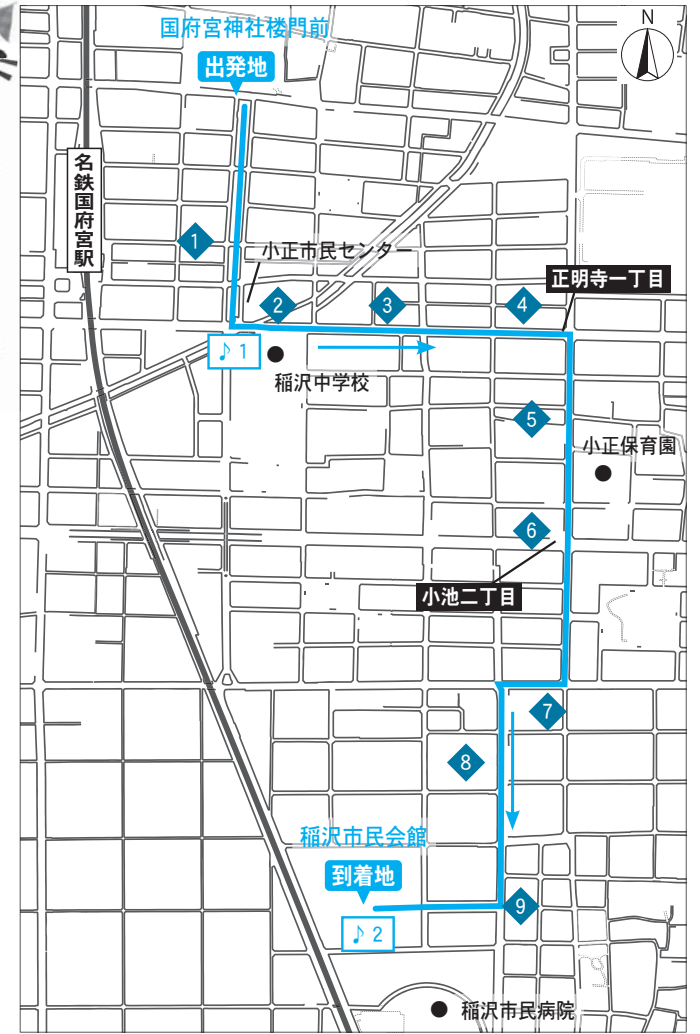 国府宮神社楼門前
出発地
N
名鉄国府宮駅
1
小正市民センター
正明寺一丁目
2
3
4
♪ 1
稲沢中学校
5
小正保育園
6
小池二丁目
7
8
稲沢市民会館
到着地
9
♪ 2
稲沢市民病院